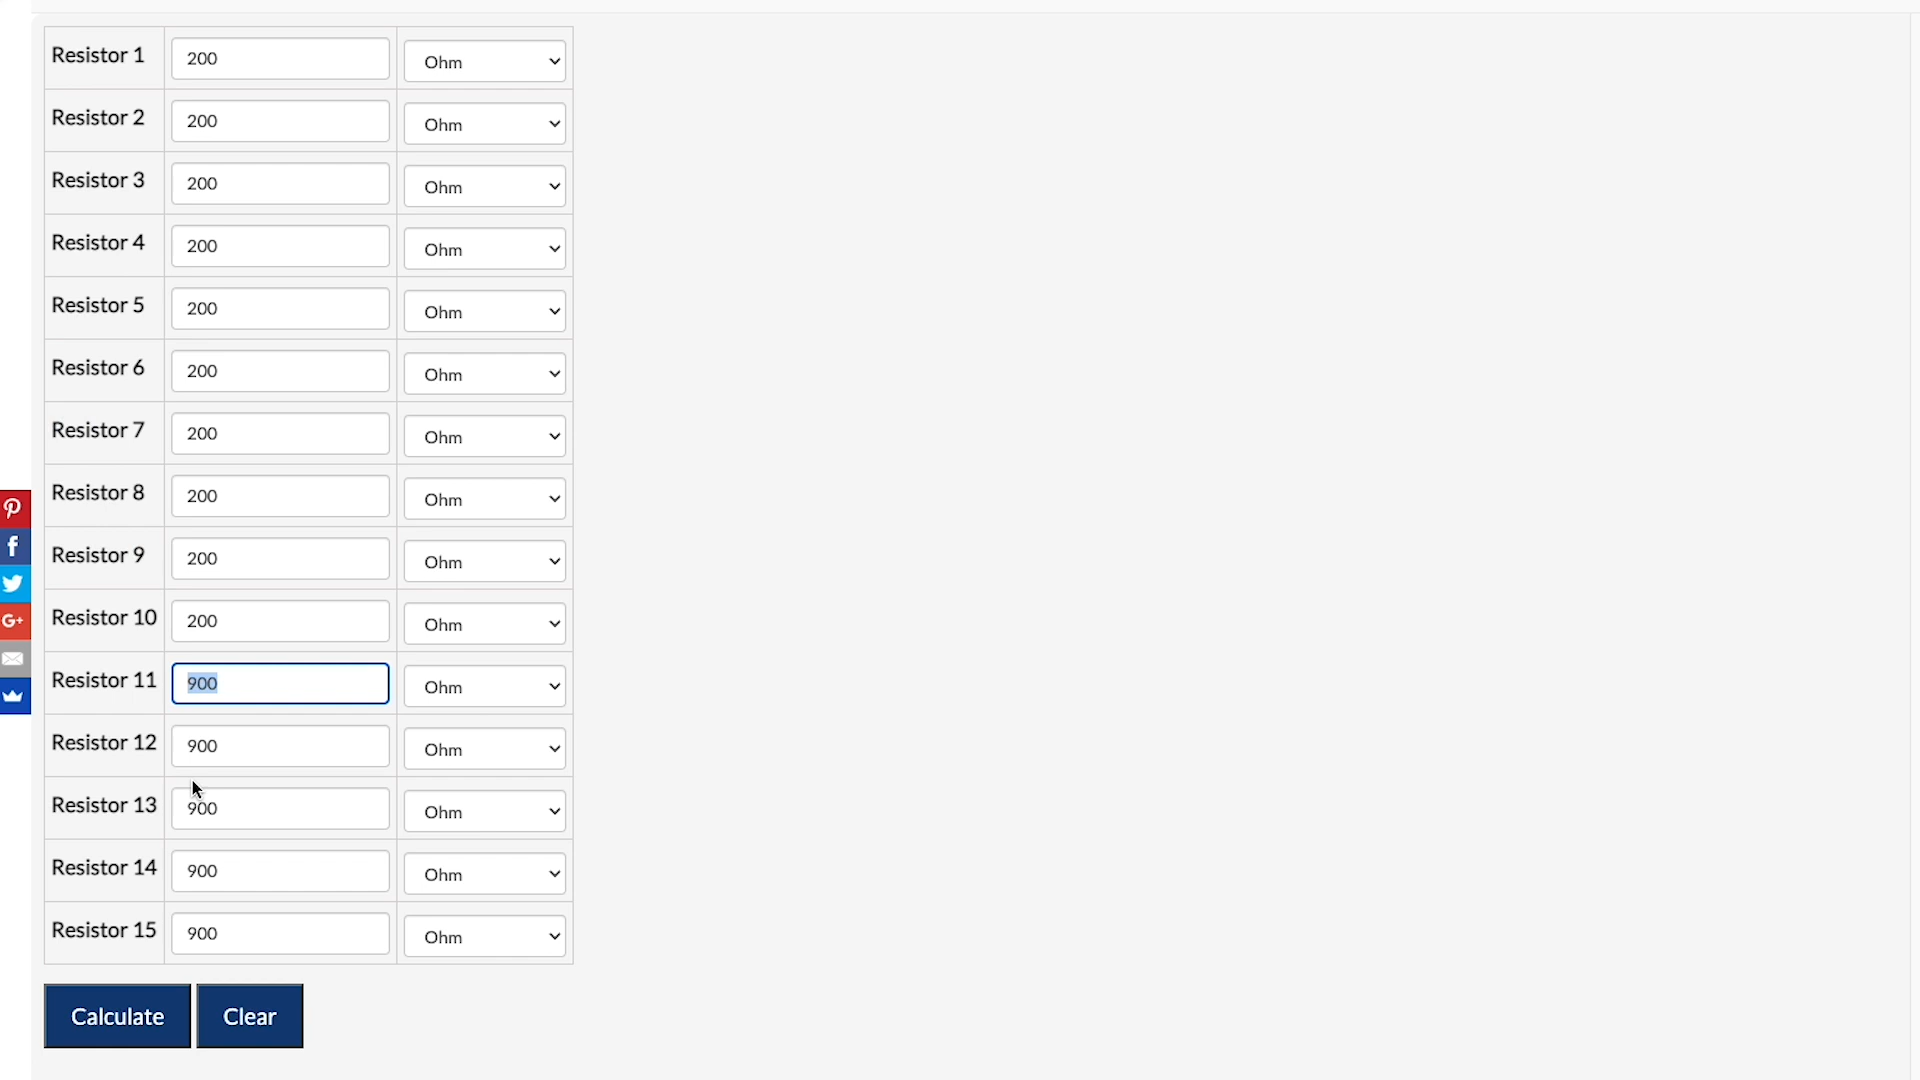 Resistor 1 200 Ohm
Resistor 2 200 Ohm
Resistor 3 200 Ohm
Resistor 4 200 Ohm
Resistor 5 200 Ohm
Resistor 6 200 Ohm
Resistor 7 200 Ohm
Resistor 8 200 Ohm
Resistor 9 200 Ohm
Resistor 10 200 Ohm
Resistor 11 900 Ohm
Resistor 12 900 Ohm
Resistor 13 900 Ohm
Resistor 14 900 Ohm
Resistor 15 900 Ohm
Calculate Clear
G+